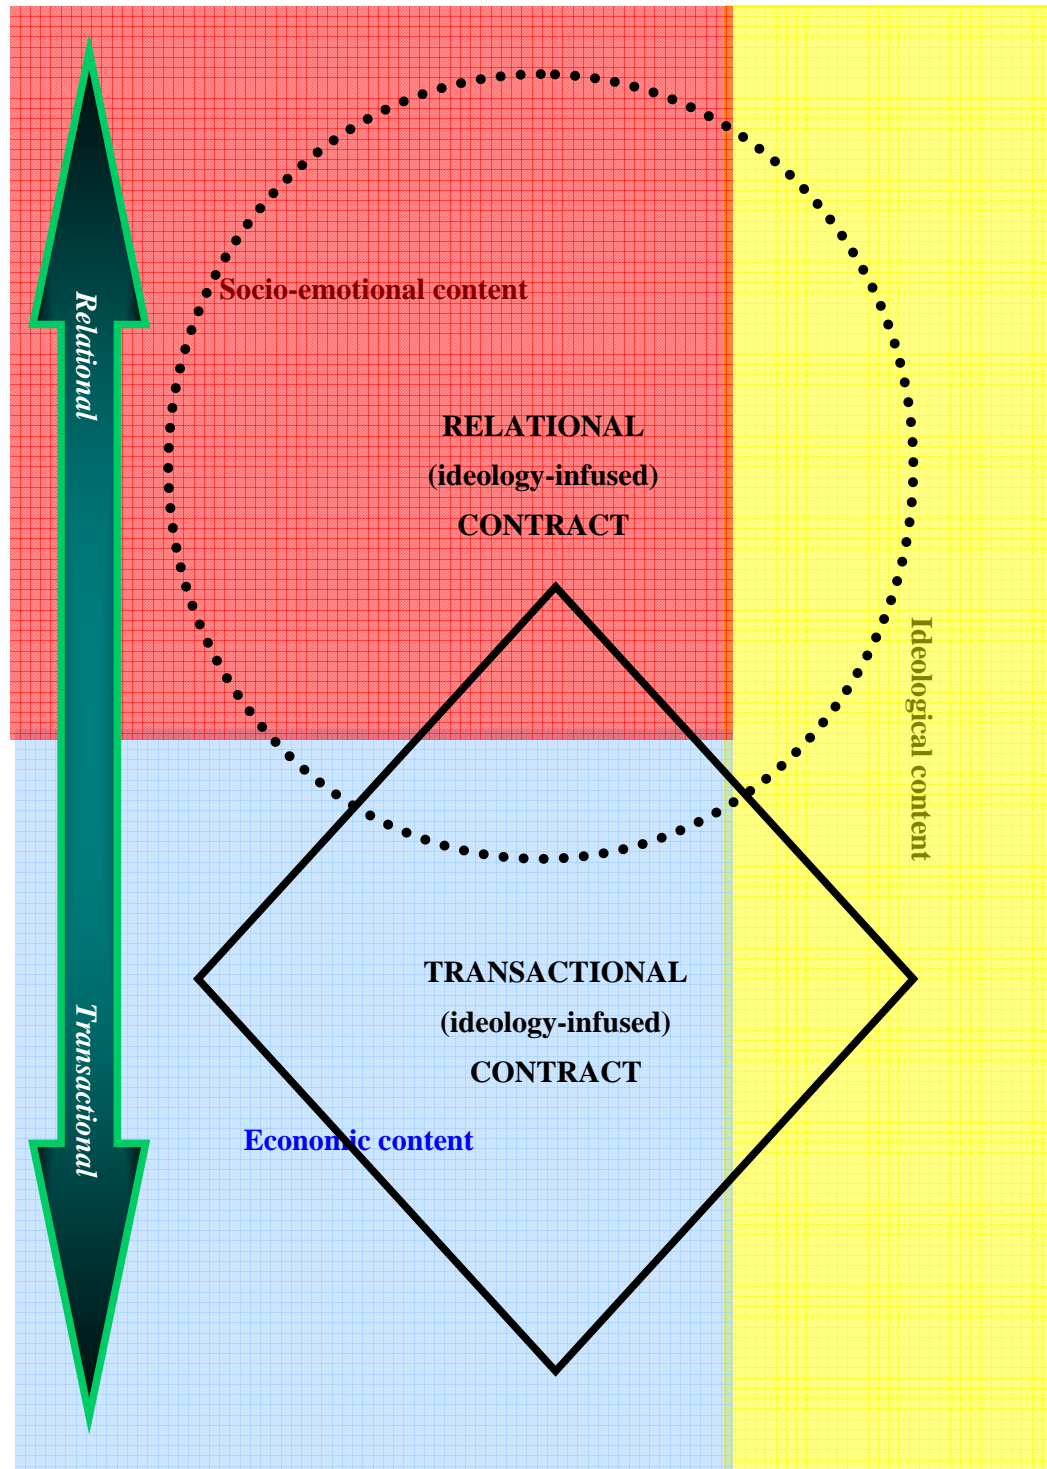 Socio-emotional content
Relational
RELATIONAL
(ideology-infused)
CONTRACT
Ideological content
TRANSACTIONAL
(ideology-infused)
CONTRACT
Transactional
Economic content